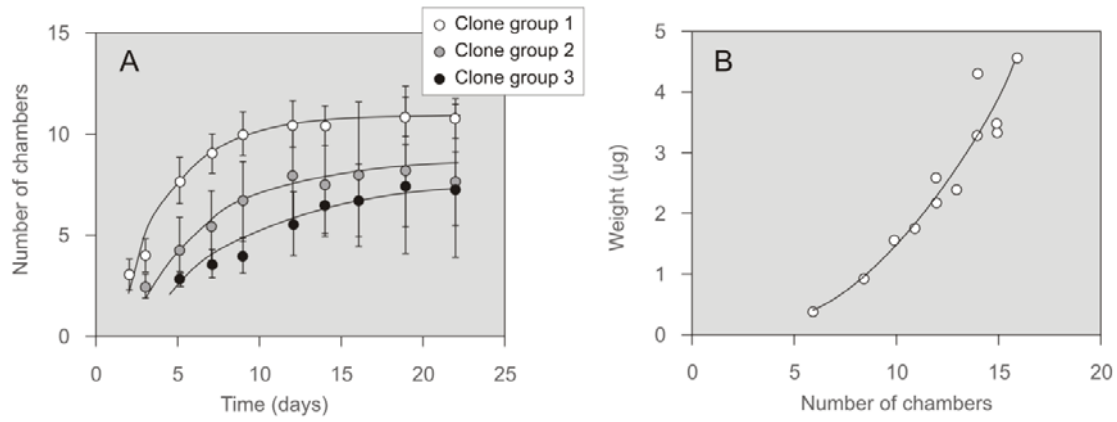 Clone group 1
Clone group 2
Clone group 3
A
15
10
5
0
Number of chambers
0 5 10 15 20 25
Time (days)
B
5
4
3
2
1
0
Weight (µg)
0 5 10 15 20
Number of chambers